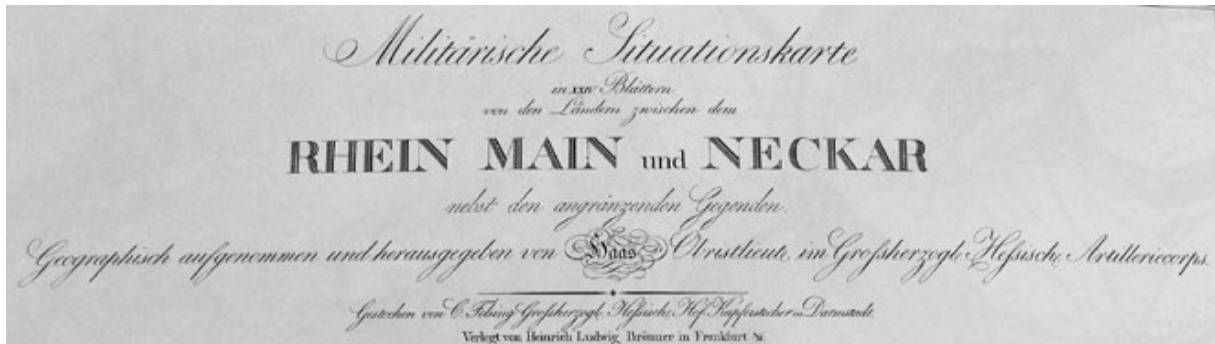 Militärische Situationskarte
in XXIV Blättern
von den Ländern zwischen dem
RHEIN MAIN und NECKAR
nebst den angränzenden Gegenden.
Geographisch aufgenommen und herausgegeben von Haas Obristlieut. im Großherzogl. Heßisch. Artilleriecorps.
Gestochen von C. Felsing Großherzogl. Heßisch. Hof Kupferstecher in Darmstadt.
Verlegt von Heinrich Ludwig Brönner in Frankfurt a/M.